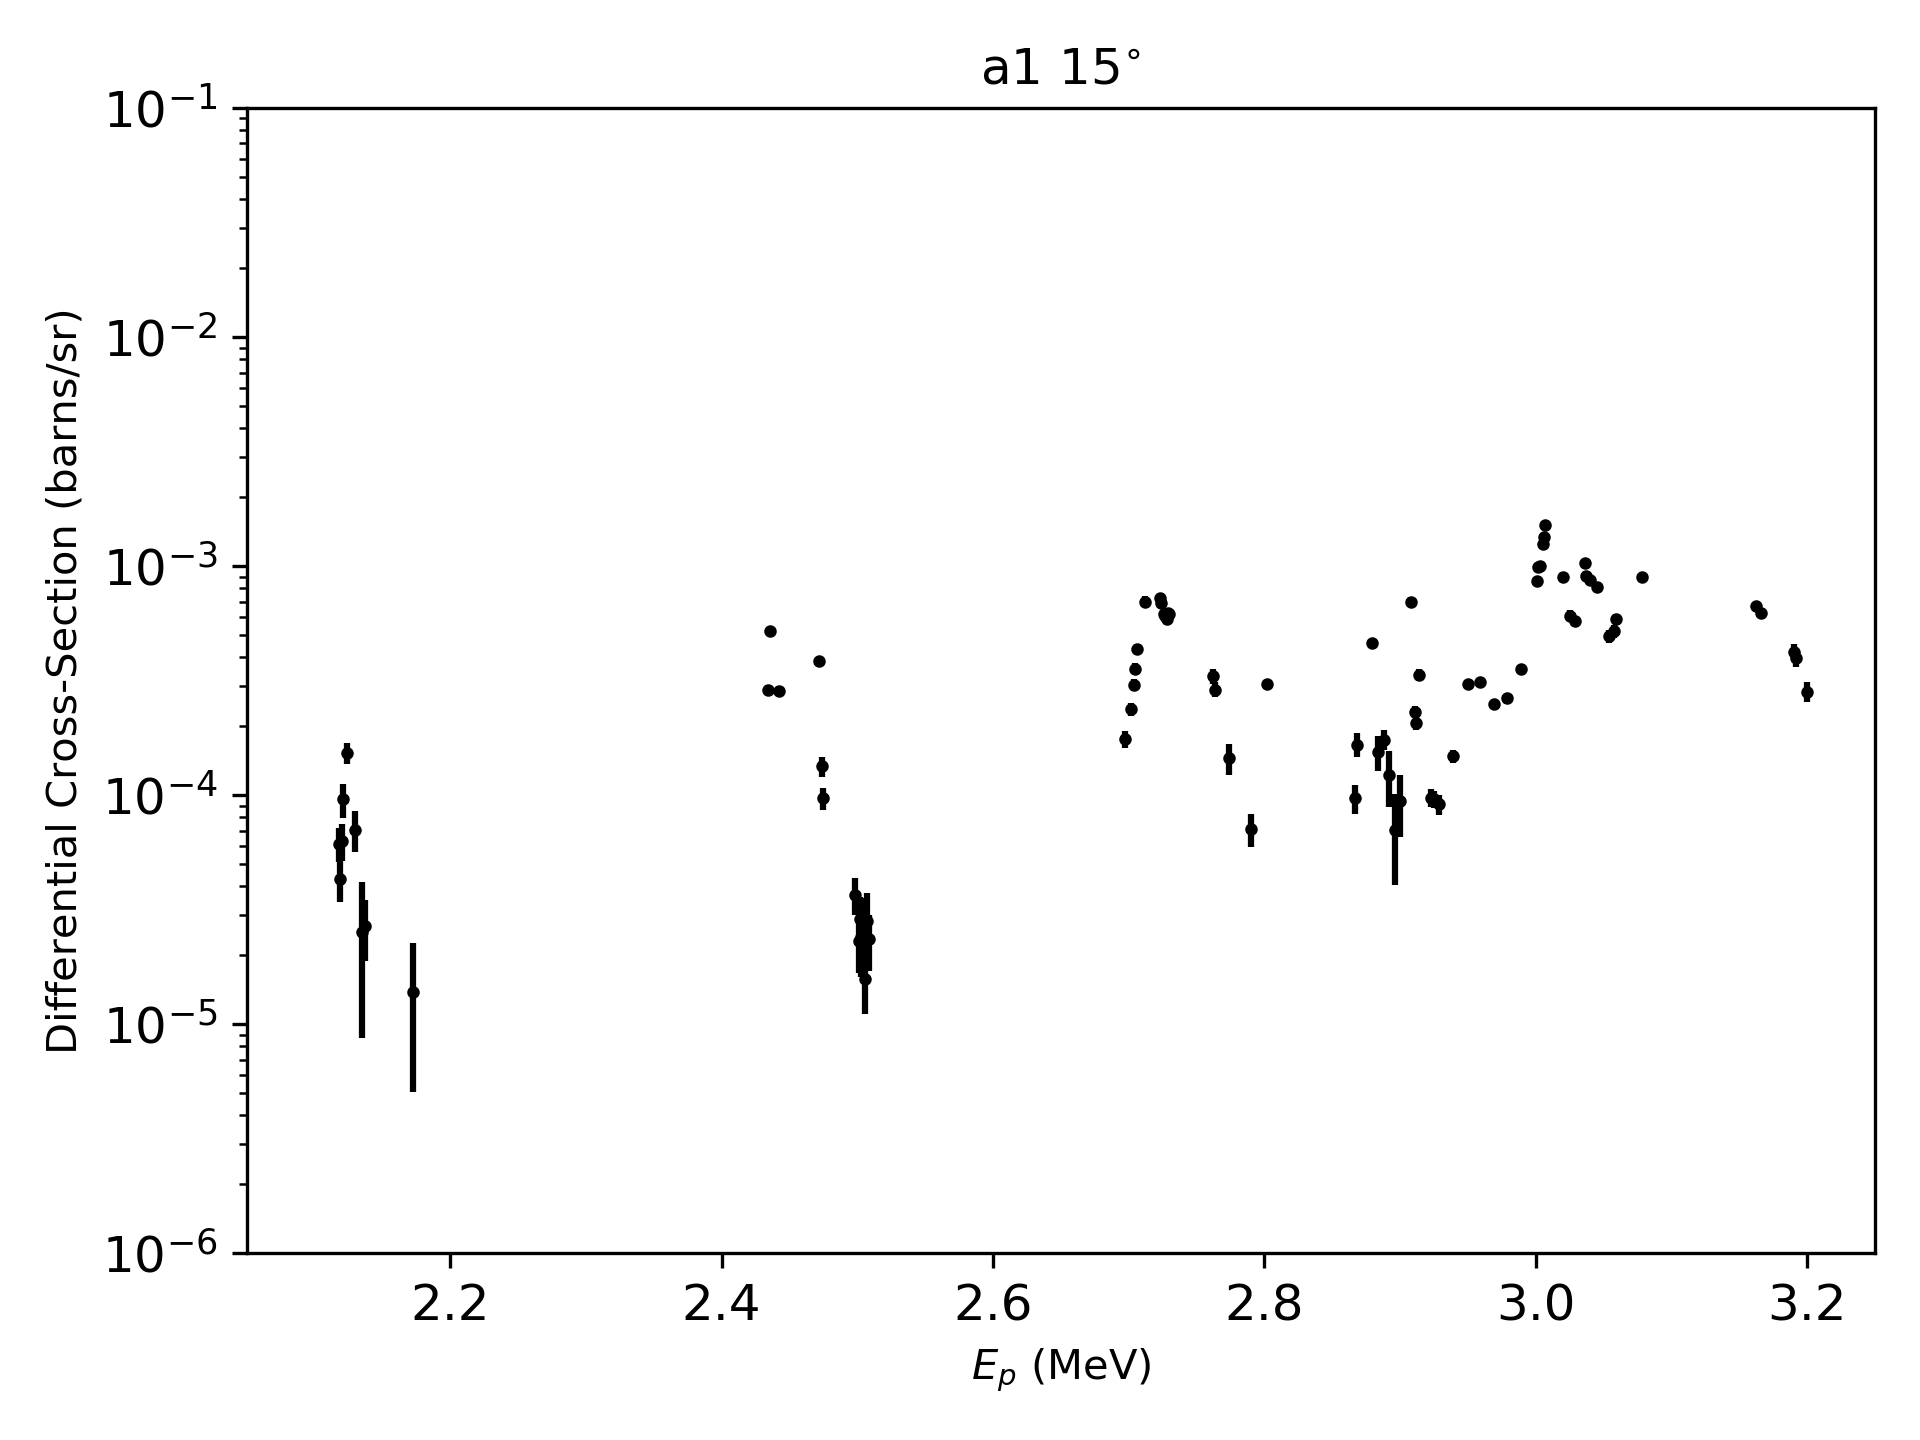 a1 15°
10⁻¹
10⁻²
10⁻³
10⁻⁴
10⁻⁵
10⁻⁶
Differential Cross-Section (barns/sr)
2.2 2.4 2.6 2.8 3.0 3.2
Eₚ (MeV)